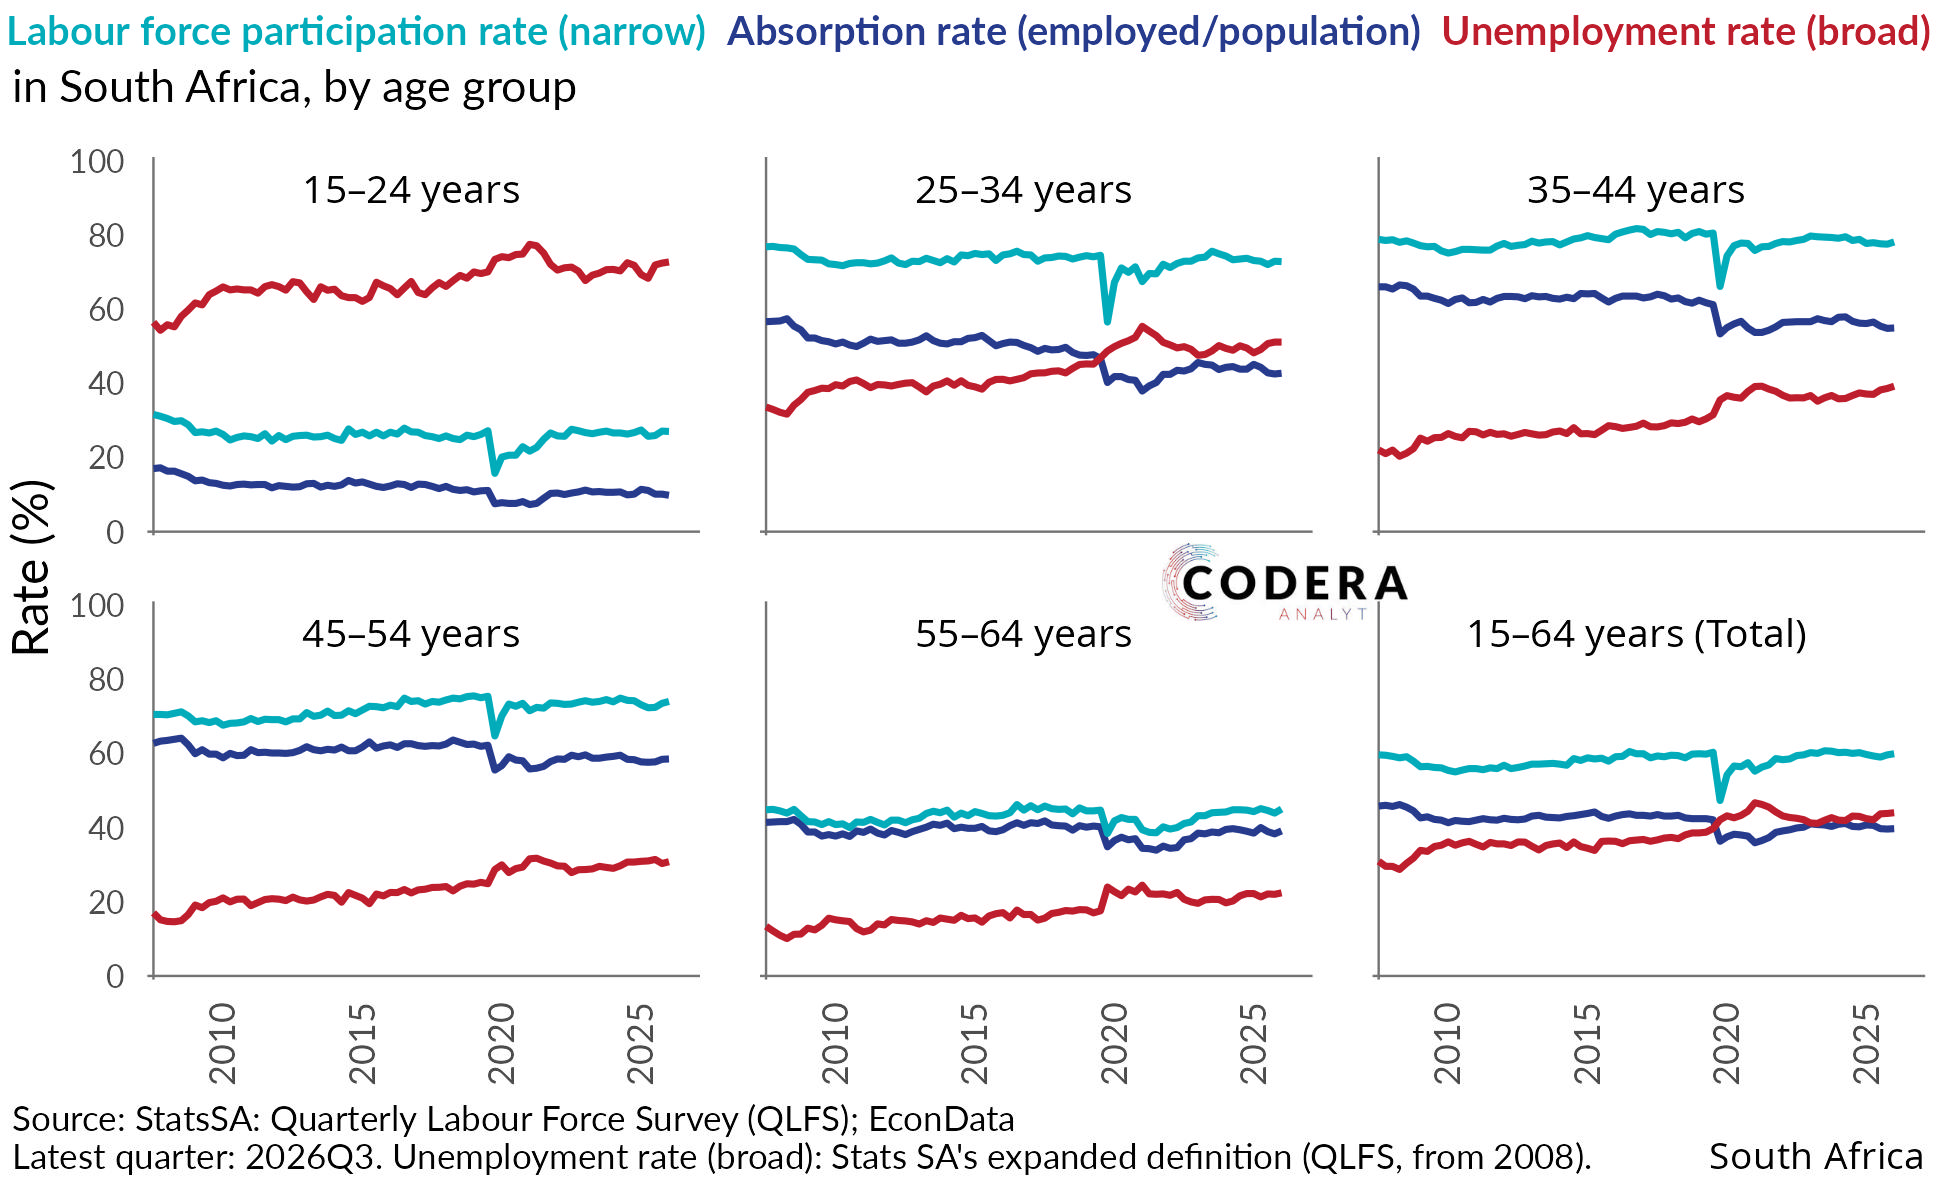 Labour force participation rate (narrow) Absorption rate (employed/population) Unemployment rate (broad)
in South Africa, by age group
Rate (%)
15–24 years
25–34 years
35–44 years
100
80
60
40
20
0
CODERA
ANALYT
45–54 years
55–64 years
15–64 years (Total)
100
80
60
40
20
0
2010 2015 2020 2025 2010 2015 2020 2025 2010 2015 2020 2025
Source: StatsSA: Quarterly Labour Force Survey (QLFS); EconData
Latest quarter: 2026Q3. Unemployment rate (broad): Stats SA's expanded definition (QLFS, from 2008). South Africa